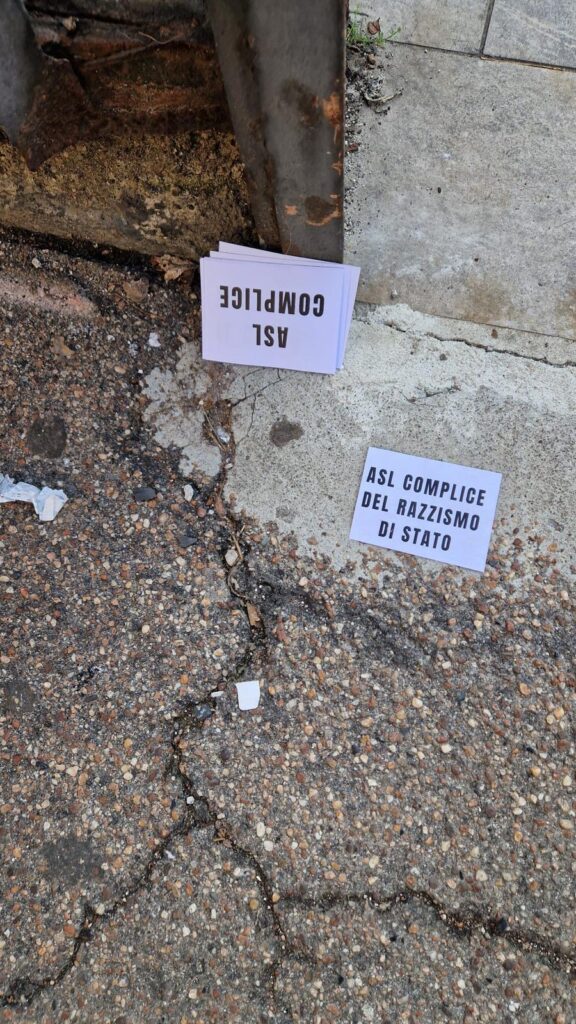 ASL
COMPLICE
ASL COMPLICE
DEL RAZZISMO
DI STATO